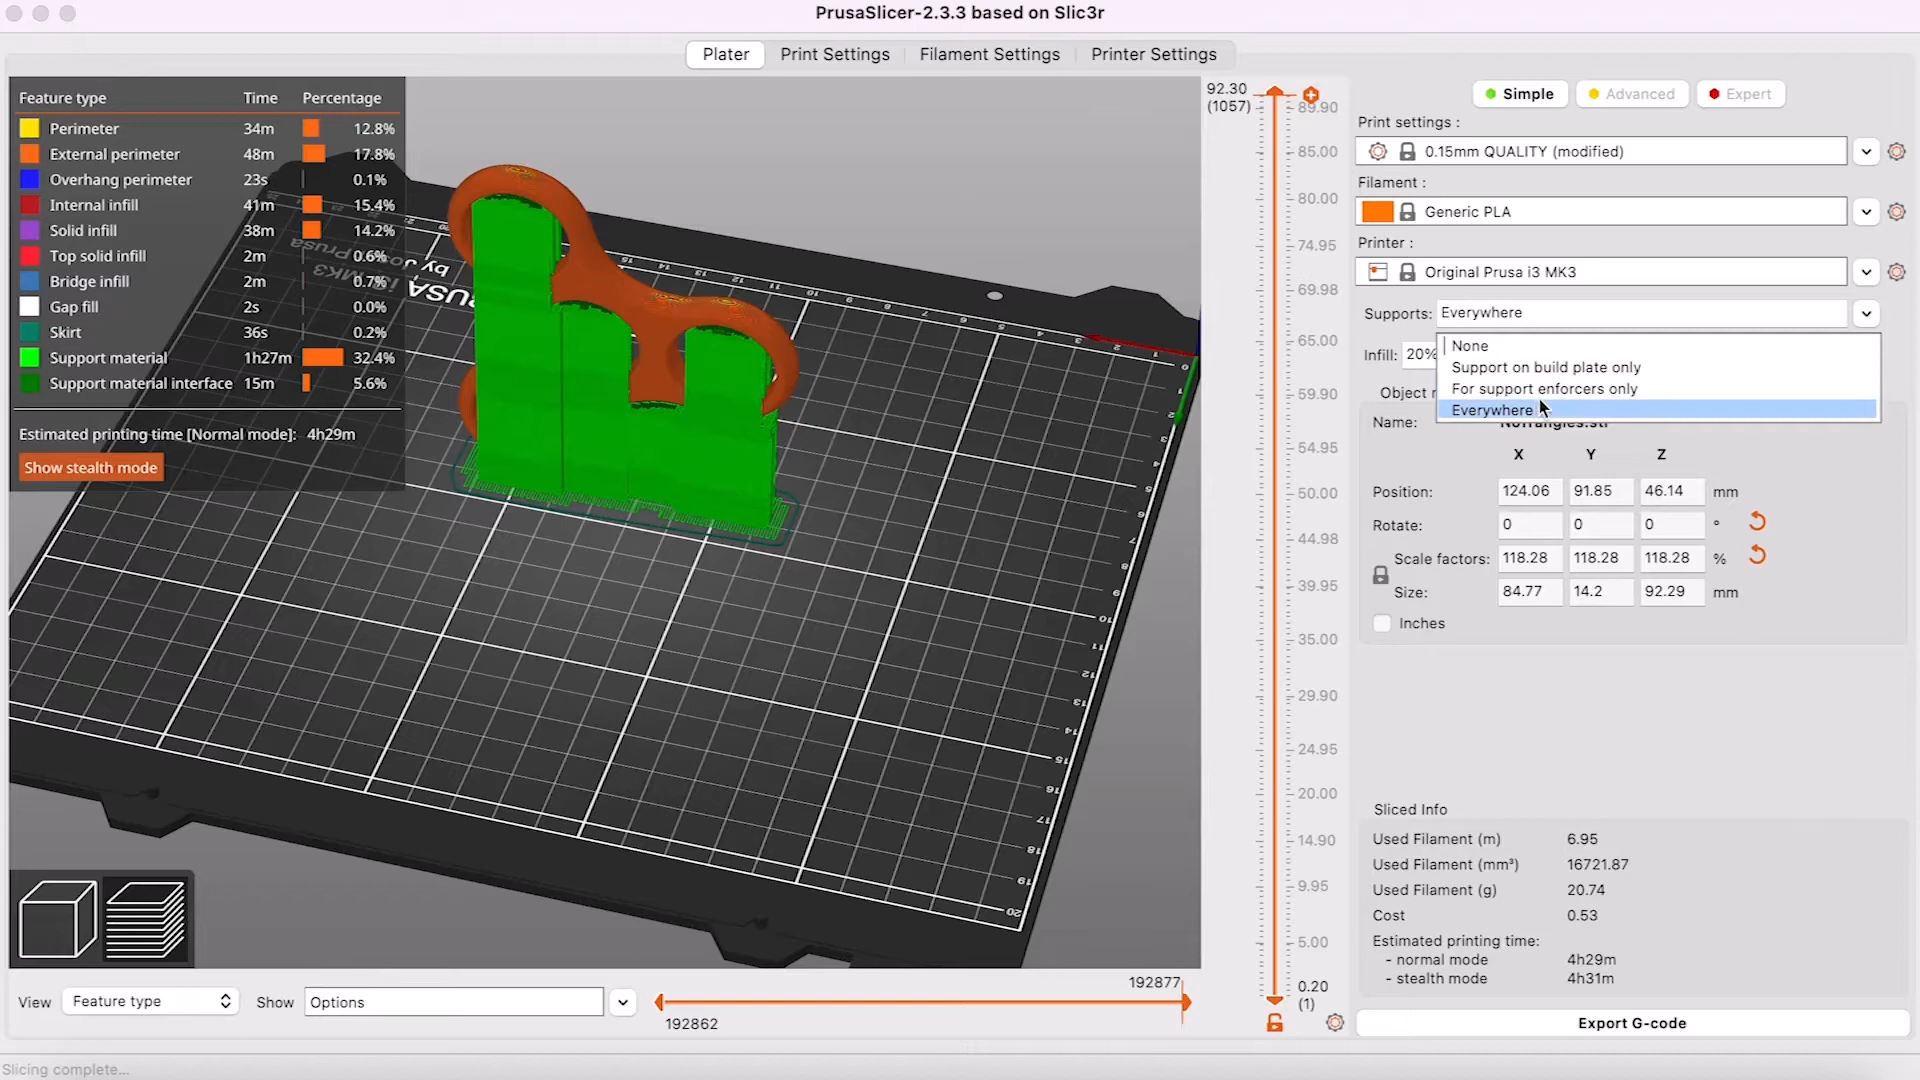 PrusaSlicer-2.3.3 based on Slic3r
Plater Print Settings Filament Settings Printer Settings
Feature type Time Percentage
Perimeter 34m 12.8%
External perimeter 48m 17.8%
Overhang perimeter 23s 0.1%
Internal infill 41m 15.4%
Solid infill 38m 14.2%
Top solid infill 2m 0.6%
Bridge infill 2m 0.7%
Gap fill 2s 0.0%
Skirt 36s 0.2%
Support material 1h27m 32.4%
Support material interface 15m 5.6%
Estimated printing time [Normal mode]: 4h29m
Show stealth mode
92.30
(1057)
89.90
85.00
80.00
74.95
69.98
65.00
59.90
54.95
50.00
44.98
39.95
35.00
29.90
24.95
20.00
14.90
9.95
5.00
0.20
(1)
Simple Advanced Expert
Print settings :
0.15mm QUALITY (modified)
Filament :
Generic PLA
Printer :
Original Prusa i3 MK3
Supports: Everywhere
None
Support on build plate only
For support enforcers only
Everywhere
Infill: 20%
Name:
X Y Z
Position: 124.06 91.85 46.14 mm
Rotate: 0 0 0 °
Scale factors: 118.28 118.28 118.28 %
Size: 84.77 14.2 92.29 mm
Inches
Sliced Info
Used Filament (m) 6.95
Used Filament (mm³) 16721.87
Used Filament (g) 20.74
Cost 0.53
Estimated printing time:
- normal mode 4h29m
- stealth mode 4h31m
Export G-code
View Feature type Show Options
192877
192862
Slicing complete...